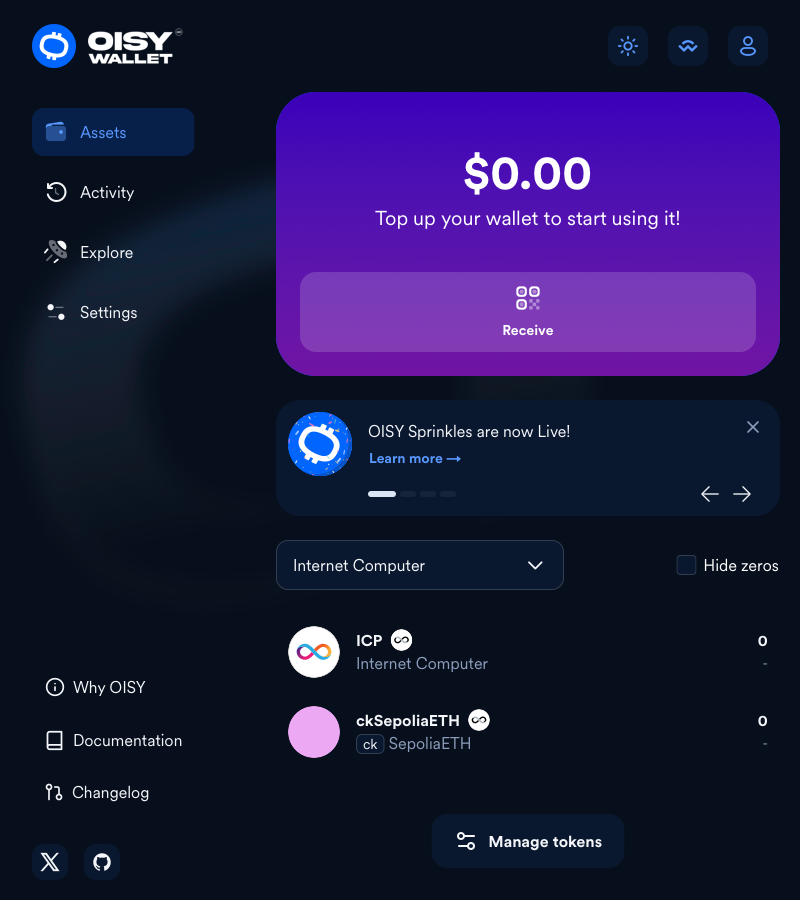 OISY
WALLET
Assets
Activity
Explore
Settings
$0.00
Top up your wallet to start using it!
Receive
OISY Sprinkles are now Live!
Learn more →
Internet Computer
Hide zeros
ICP
0
Internet Computer
-
ckSepoliaETH
0
ck SepoliaETH
-
Why OISY
Documentation
Changelog
Manage tokens